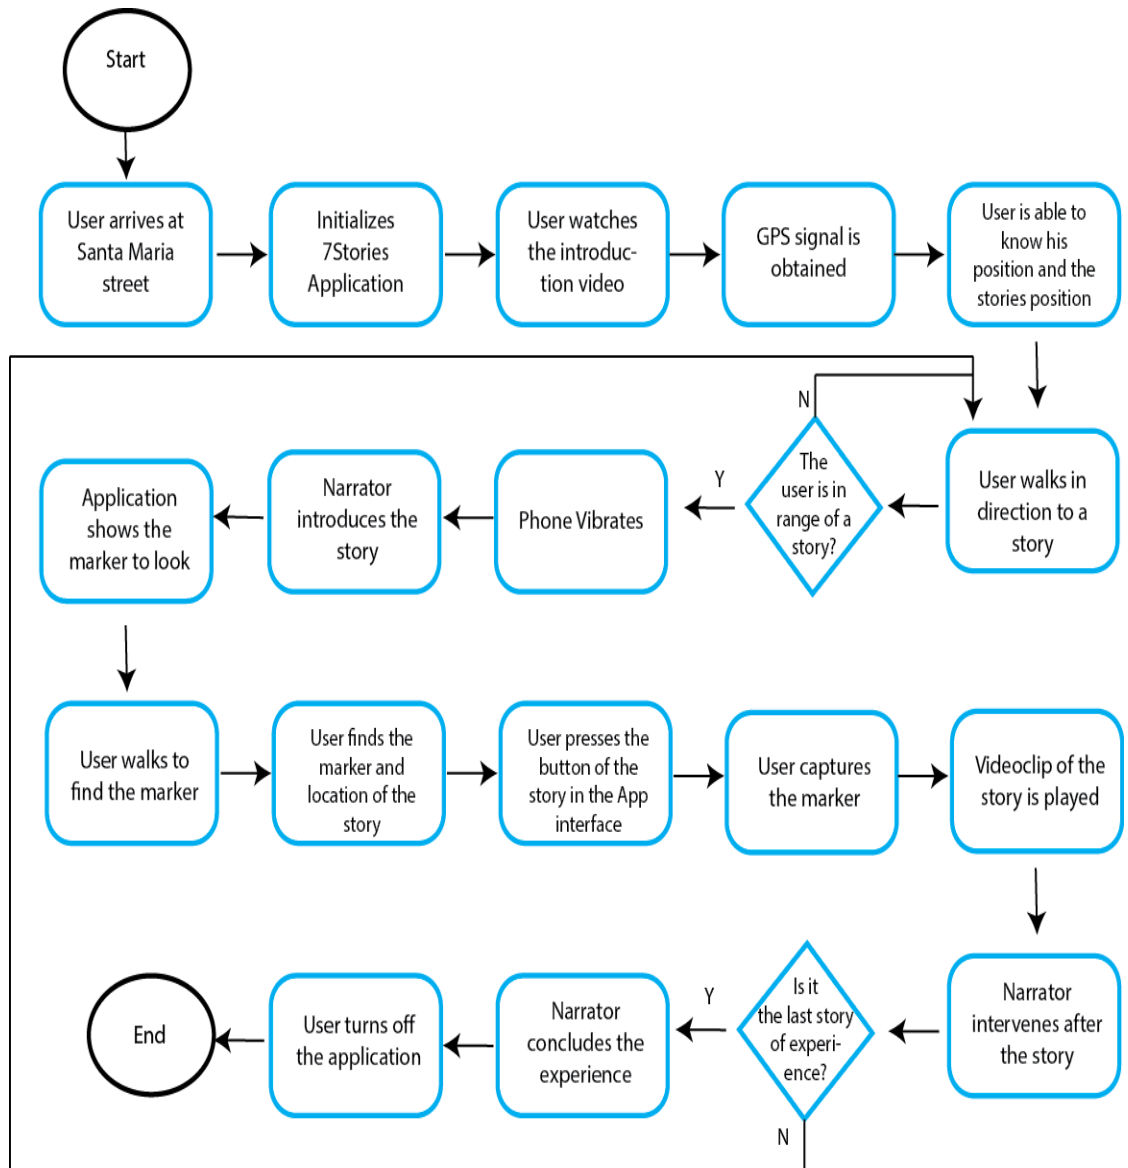 Start
User arrives at
Santa Maria
street
Initializes
7Stories
Application
User watches
the introduc-
tion video
GPS signal is
obtained
User is able to
know his
position and the
stories position
N
Application
shows the
marker to look
Narrator
introduces the
story
Phone Vibrates
Y
The
user is in
range of a
story?
User walks in
direction to a
story
User walks to
find the marker
User finds the
marker and
location of the
story
User presses the
button of the
story in the App
interface
User captures
the marker
Videoclip of the
story is played
End
User turns off
the application
Narrator
concludes the
experience
Y
Is it
the last story
of experi-
ence?
Narrator
intervenes after
the story
N